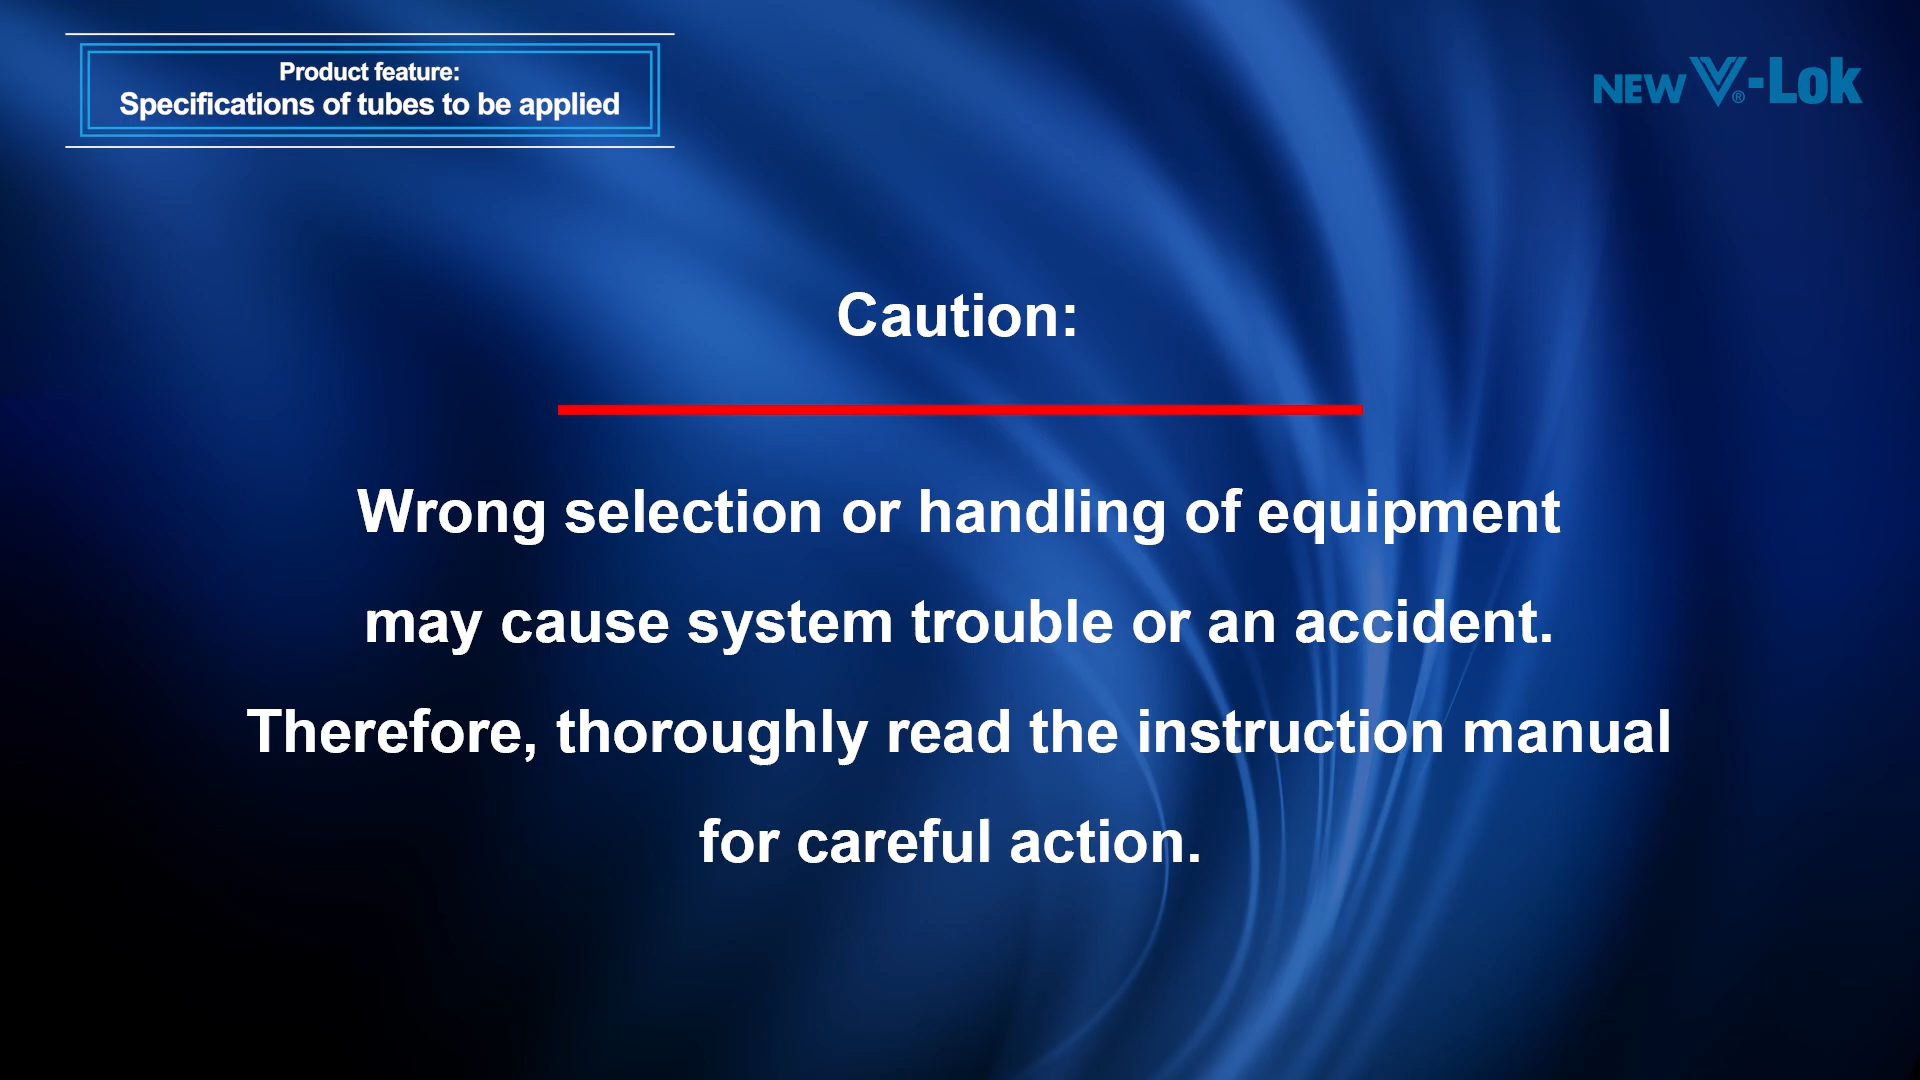 Product feature:
Specifications of tubes to be applied
NEW V®-Lok
Caution:
Wrong selection or handling of equipment
may cause system trouble or an accident.
Therefore, thoroughly read the instruction manual
for careful action.